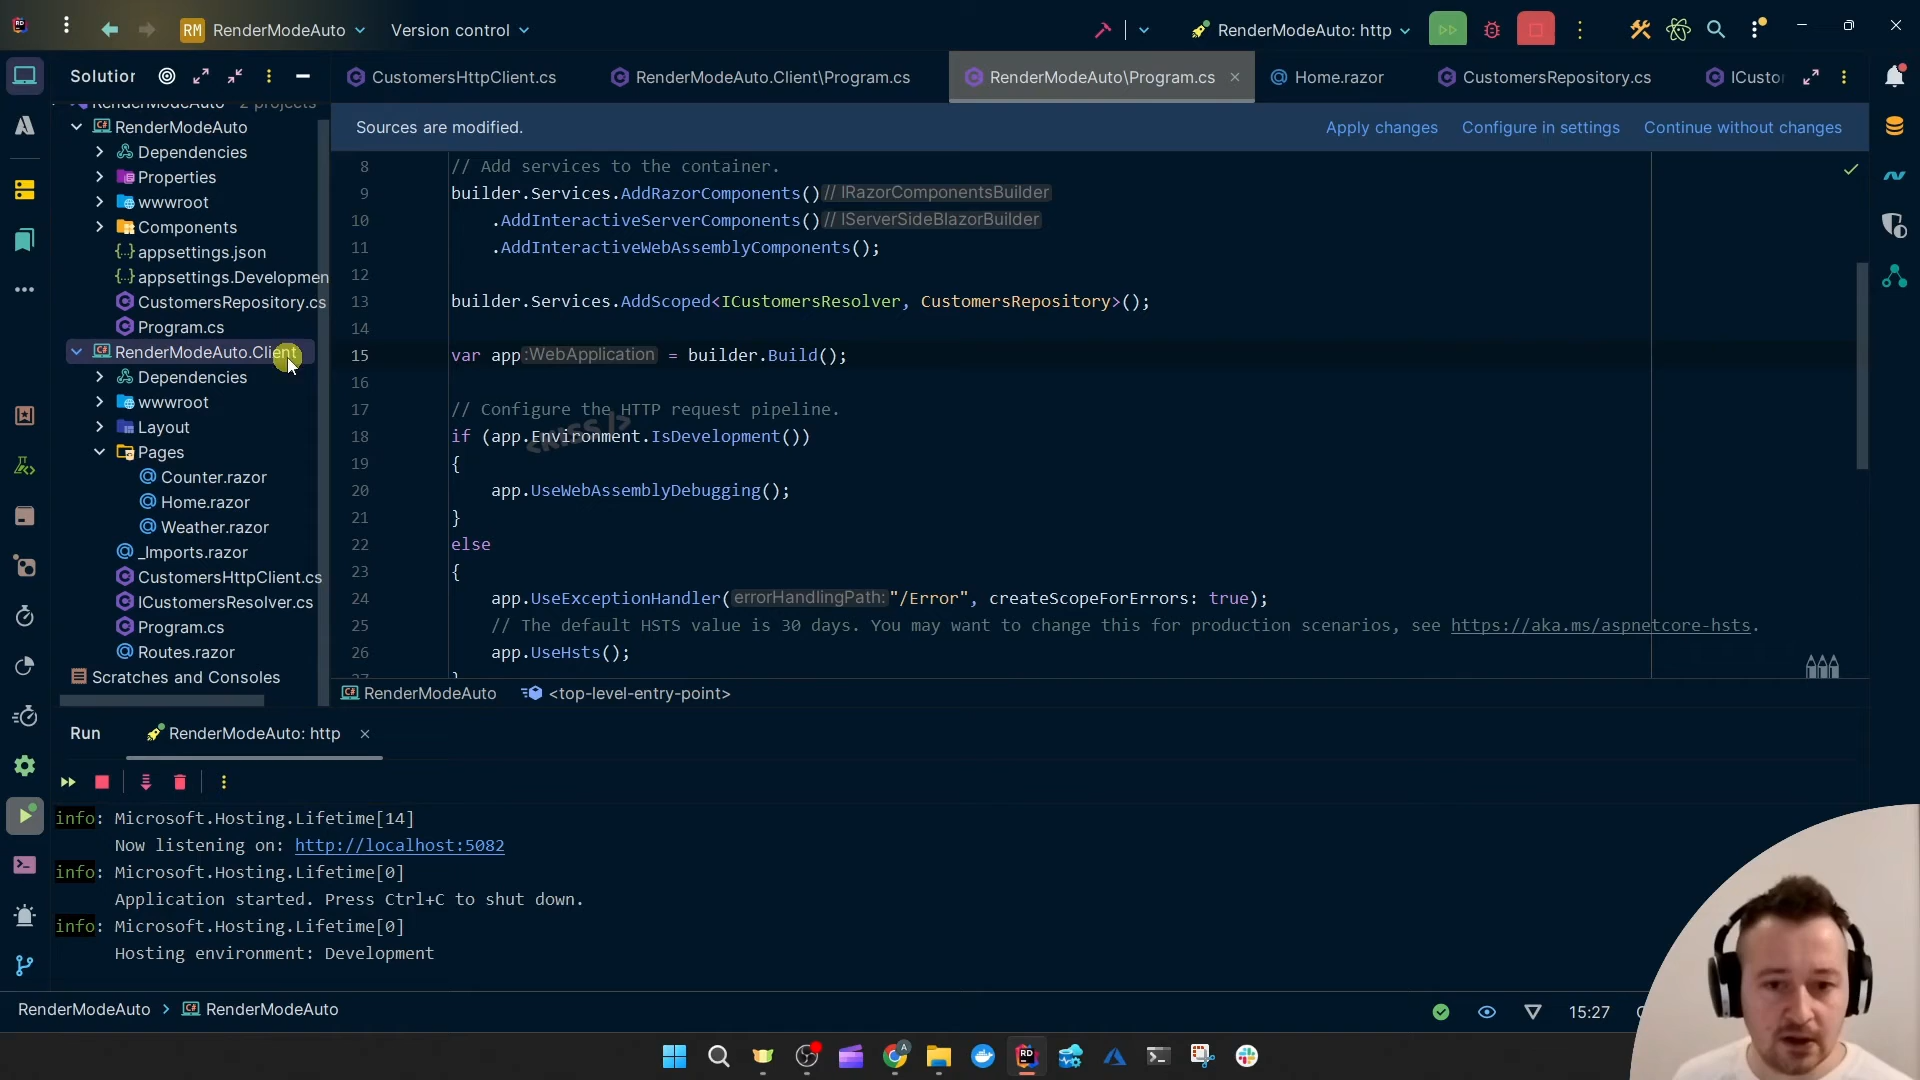 RM RenderModeAuto Version control RenderModeAuto: http
Solution
CustomersHttpClient.cs RenderModeAuto.Client\Program.cs RenderModeAuto\Program.cs Home.razor CustomersRepository.cs ICusto
RenderModeAuto 2 projects
RenderModeAuto
Dependencies
Properties
wwwroot
Components
appsettings.json
appsettings.Developmen
CustomersRepository.cs
Program.cs
RenderModeAuto.Client
Dependencies
wwwroot
Layout
Pages
Counter.razor
Home.razor
Weather.razor
_Imports.razor
CustomersHttpClient.cs
ICustomersResolver.cs
Program.cs
Routes.razor
Scratches and Consoles
Sources are modified. Apply changes Configure in settings Continue without changes
8 // Add services to the container.
9 builder.Services.AddRazorComponents() // IRazorComponentsBuilder
10 .AddInteractiveServerComponents() // IServerSideBlazorBuilder
11 .AddInteractiveWebAssemblyComponents();
12
13 builder.Services.AddScoped<ICustomersResolver, CustomersRepository>();
14
15 var app :WebApplication = builder.Build();
16
17 // Configure the HTTP request pipeline.
18 if (app.Environment.IsDevelopment())
19 {
20 app.UseWebAssemblyDebugging();
21 }
22 else
23 {
24 app.UseExceptionHandler( errorHandlingPath: "/Error", createScopeForErrors: true);
25 // The default HSTS value is 30 days. You may want to change this for production scenarios, see https://aka.ms/aspnetcore-hsts.
26 app.UseHsts();
27 }
RenderModeAuto <top-level-entry-point>
Run RenderModeAuto: http
info: Microsoft.Hosting.Lifetime[14]
Now listening on: http://localhost:5082
info: Microsoft.Hosting.Lifetime[0]
Application started. Press Ctrl+C to shut down.
info: Microsoft.Hosting.Lifetime[0]
Hosting environment: Development
RenderModeAuto > RenderModeAuto 15:27